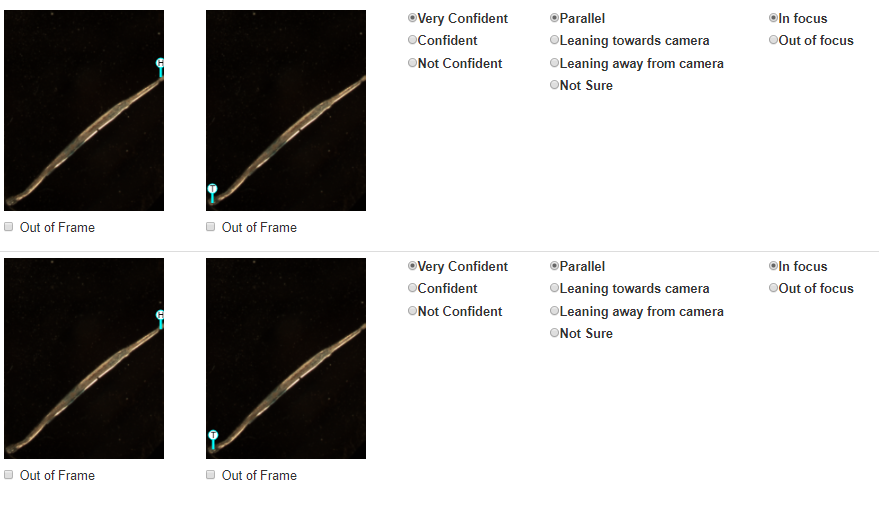 Very Confident Parallel In focus
Confident Leaning towards camera Out of focus
Not Confident Leaning away from camera
Not Sure
H
T
Out of Frame Out of Frame
Very Confident Parallel In focus
Confident Leaning towards camera Out of focus
Not Confident Leaning away from camera
Not Sure
H
T
Out of Frame Out of Frame